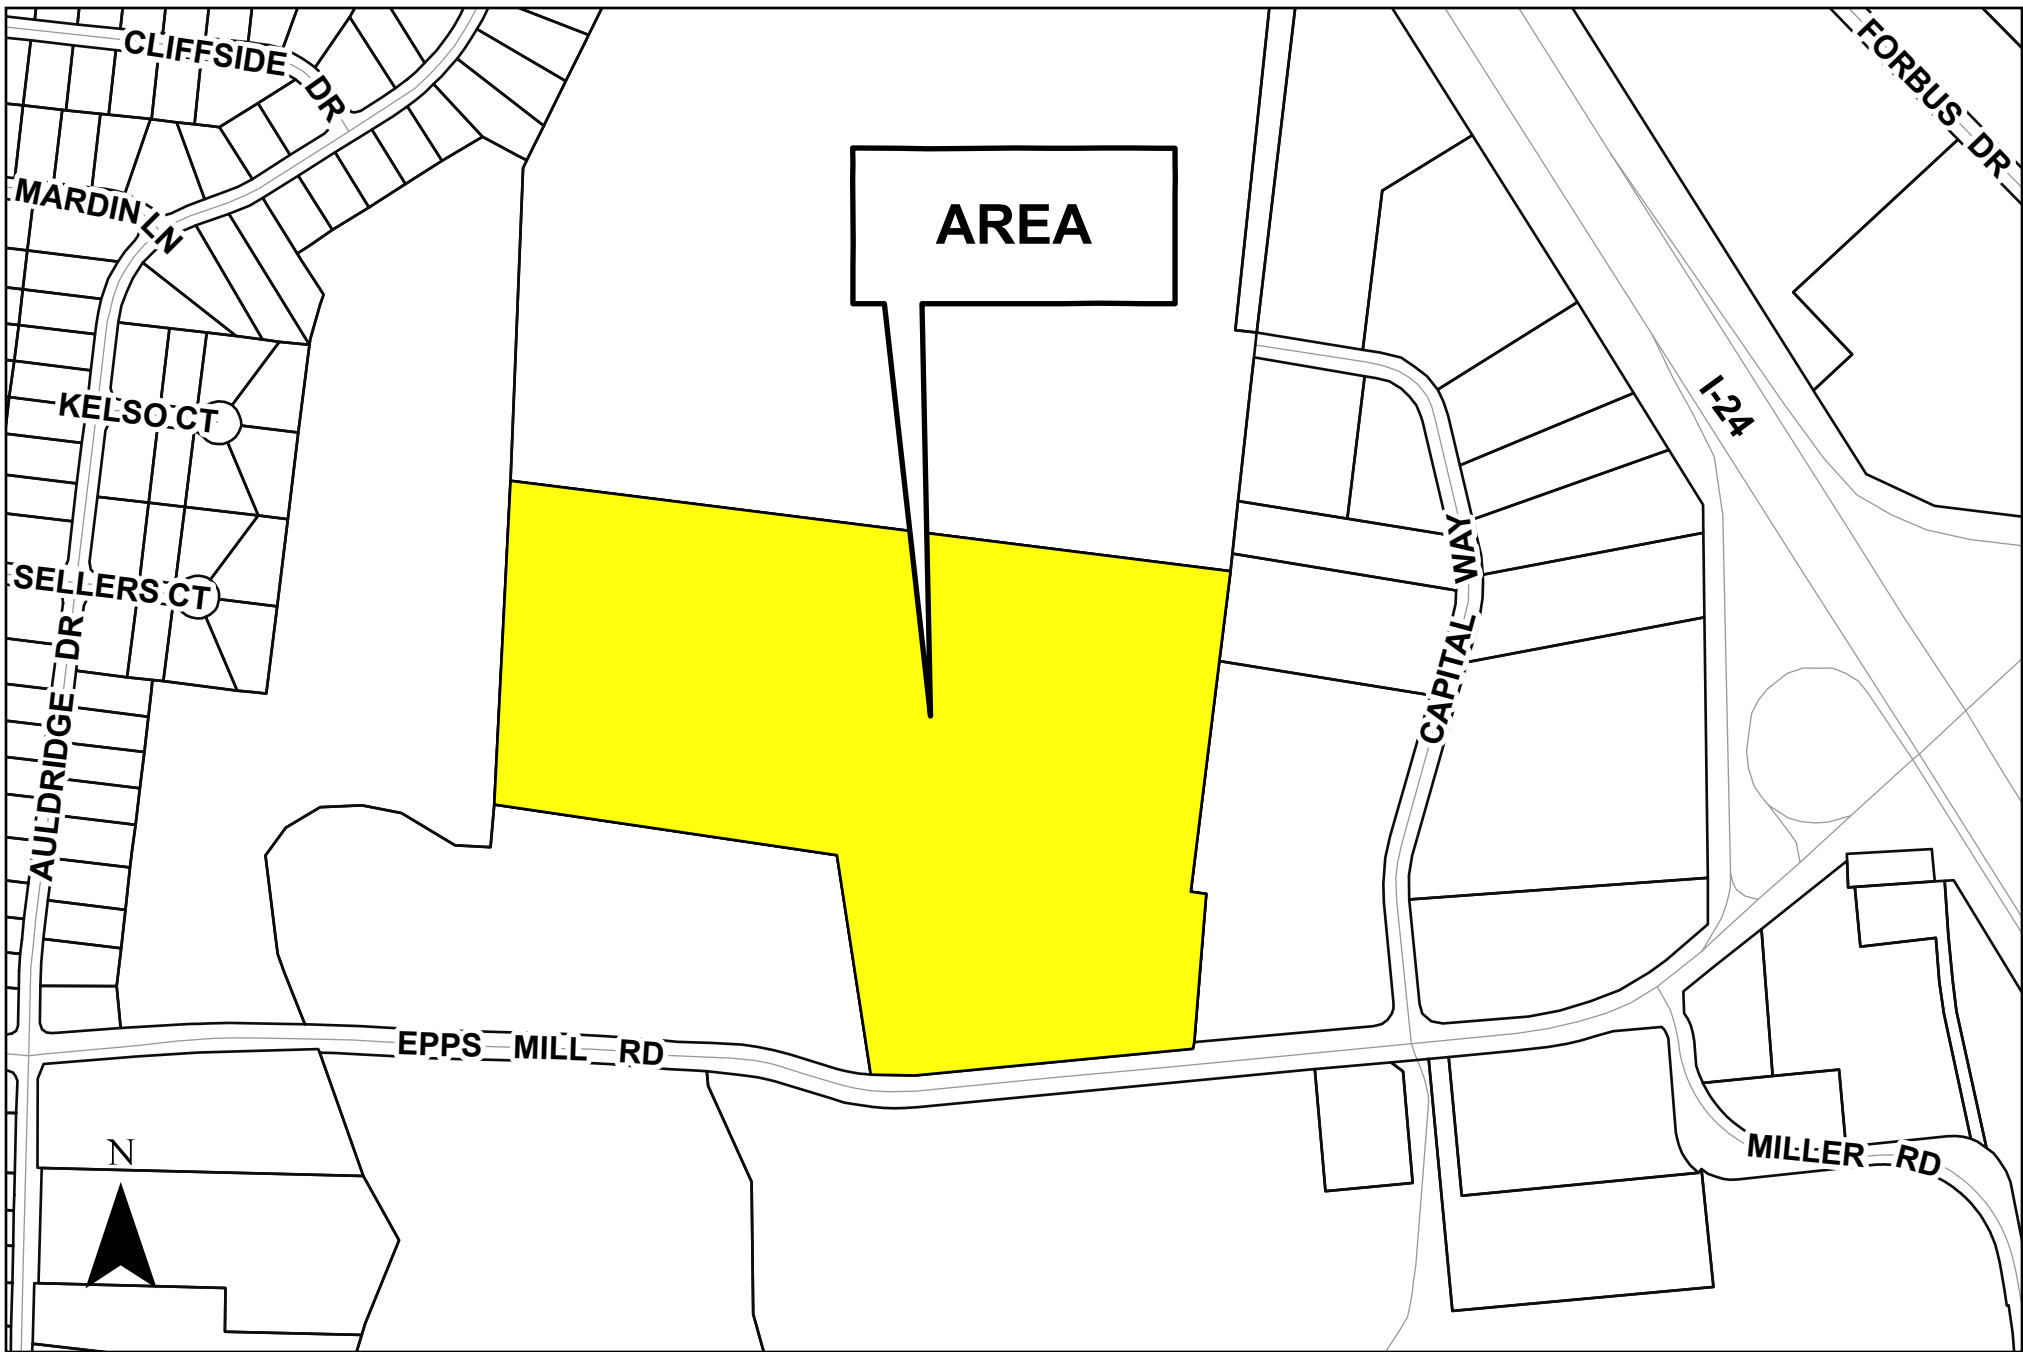 CLIFFSIDE DR
FORBUS DR
MARDIN LN
AREA
I-24
KELSO CT
SELLERS CT
CAPITAL WAY
AULDRIDGE DR
EPPS MILL RD
MILLER RD
N